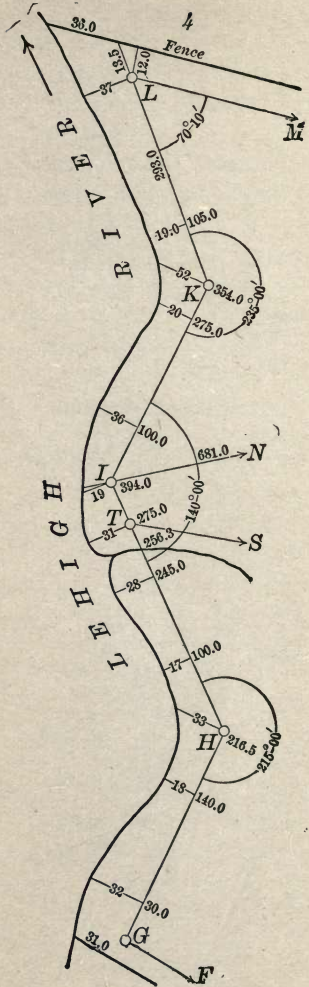 4
36.0
Fence
13.5
12.0
37
L
M
70°-10'
293.0
RIVER
19.0
105.0
52
K
354.0
235°-00'
20
275.0
36
100.0
681.0
N
I
394.0
19
140°-00'
T
275.0
31
256.3
S
LEHIGH
28
245.0
17
100.0
33
H
216.5
215°-00'
18
140.0
32
30.0
G
31.0
F